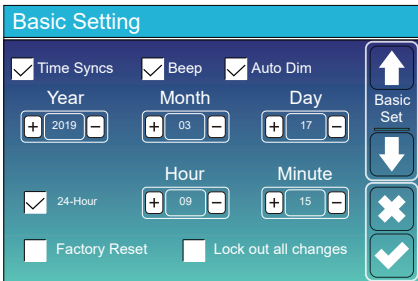 Basic Setting
Time Syncs Beep Auto Dim
Year Month Day
+ 2019 − + 03 − + 17 −
Basic
Set
Hour Minute
24-Hour + 09 − + 15 −
Factory Reset Lock out all changes